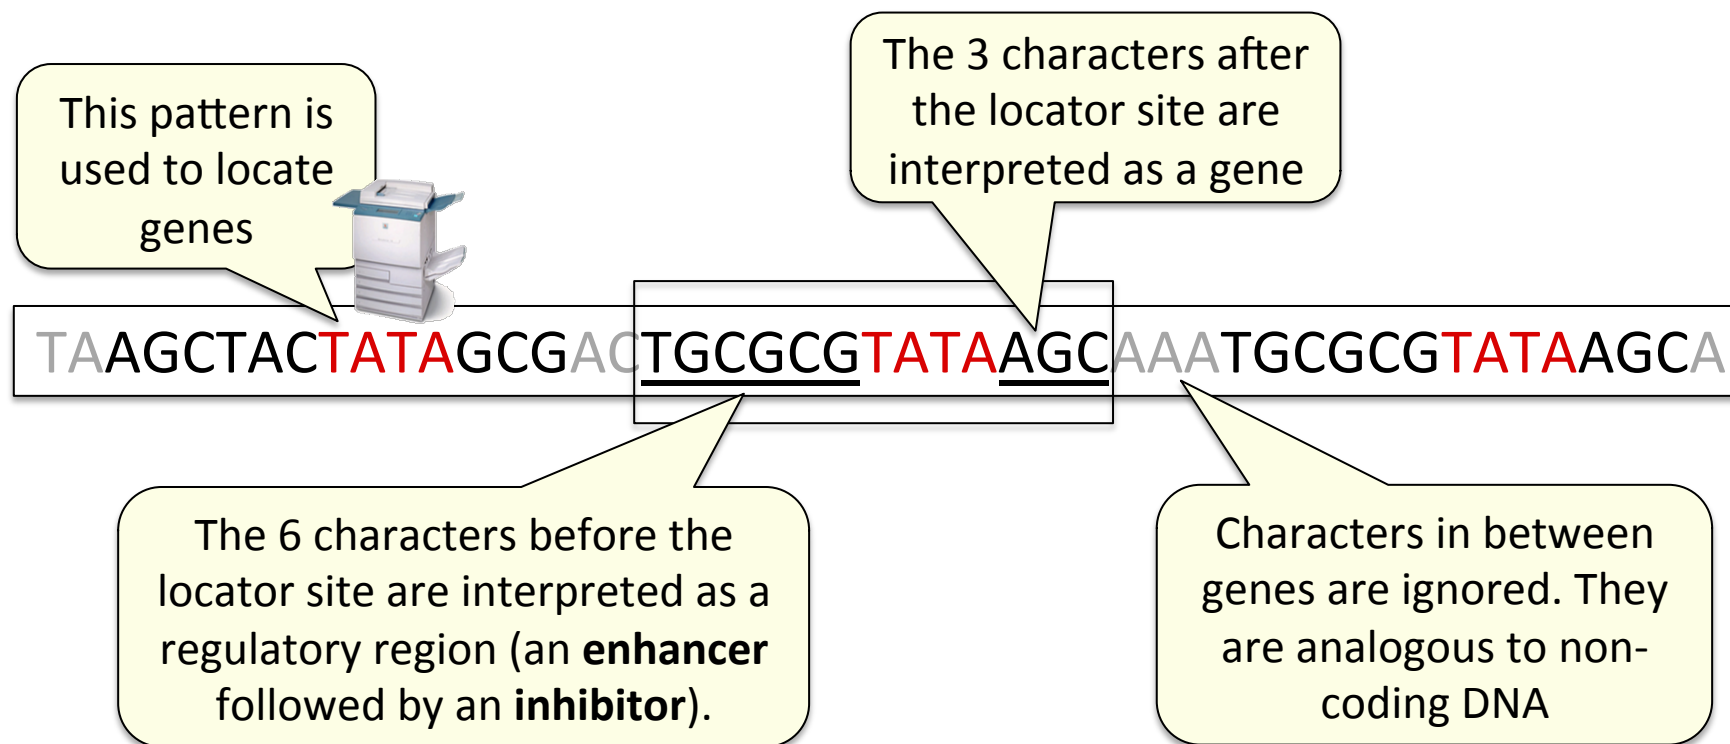 The 3 characters after
the locator site are
interpreted as a gene
This pattern is
used to locate
genes
TAAGCTACTATAGCGACTGCGCGTATAAGCAAATGCGCGTATAAGCA
The 6 characters before the
locator site are interpreted as a
regulatory region (an enhancer
followed by an inhibitor).
Characters in between
genes are ignored. They
are analogous to non-
coding DNA